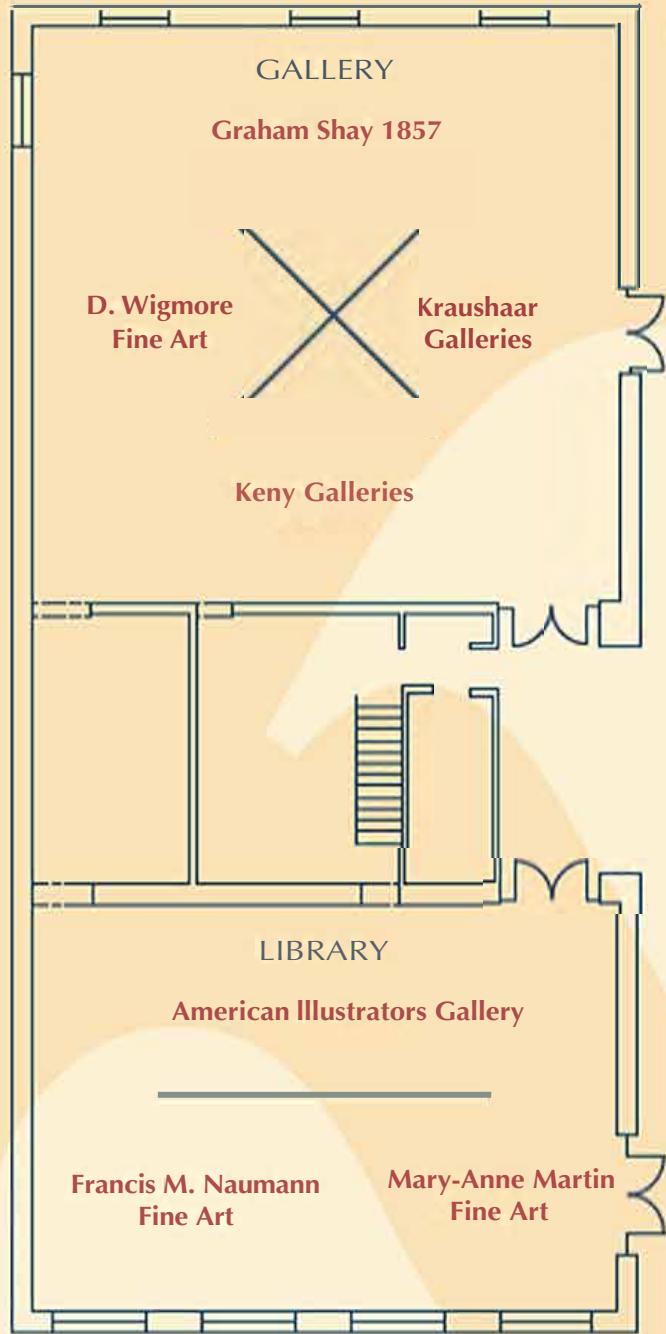 GALLERY
Graham Shay 1857
D. Wigmore
Fine Art
Kraushaar
Galleries
Keny Galleries
LIBRARY
American Illustrators Gallery
Francis M. Naumann
Fine Art
Mary-Anne Martin
Fine Art